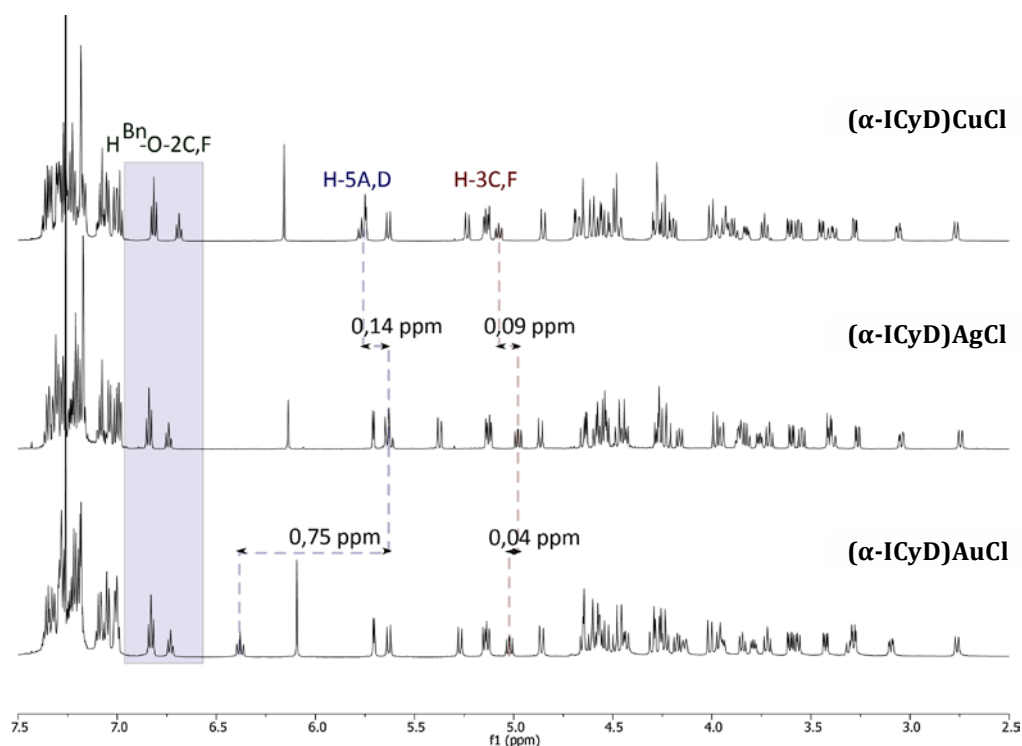 (α-ICyD)CuCl
H^Bn-O-2C,F
H-5A,D
H-3C,F
0,14 ppm
0,09 ppm
(α-ICyD)AgCl
0,75 ppm
0,04 ppm
(α-ICyD)AuCl
7.5 7.0 6.5 6.0 5.5 5.0 4.5 4.0 3.5 3.0 2.5
f1 (ppm)